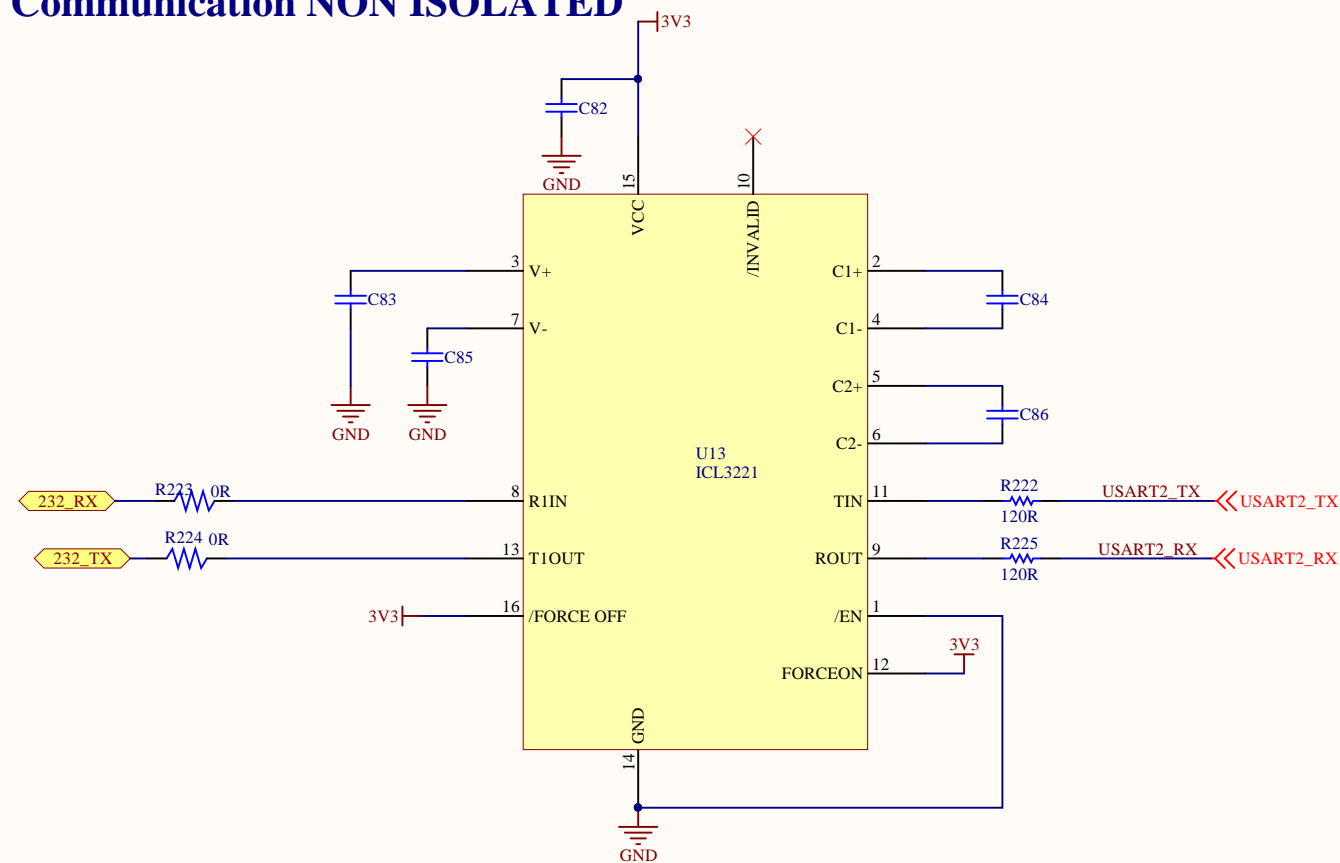 Communication NON ISOLATED
3V3
C82
GND
15
VCC
10
/INVALID
3
V+
C83
7
V-
C85
GND
GND
C1+
2
C84
C1-
4
C2+
5
C86
C2-
6
U13
ICL3221
232_RX
R223
0R
8
R1IN
232_TX
R224
0R
13
T1OUT
3V3
16
/FORCE OFF
TIN
11
R222
120R
USART2_TX
USART2_TX
ROUT
9
R225
120R
USART2_RX
USART2_RX
/EN
1
FORCEON
12
3V3
GND
14
GND